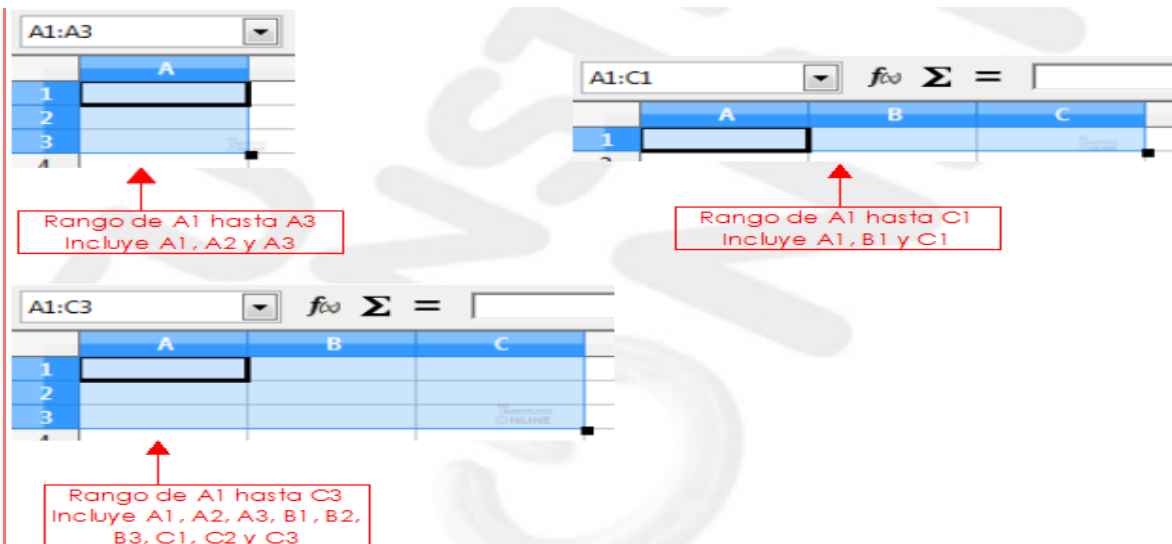 A1:A3
A
1
2
3
4
Rango de A1 hasta A3
Incluye A1, A2 y A3
A1:C1
f(x) Σ =
A B C
1
2
Rango de A1 hasta C1
Incluye A1, B1 y C1
A1:C3
f(x) Σ =
A B C
1
2
3
4
Rango de A1 hasta C3
Incluye A1, A2, A3, B1, B2,
B3, C1, C2 y C3